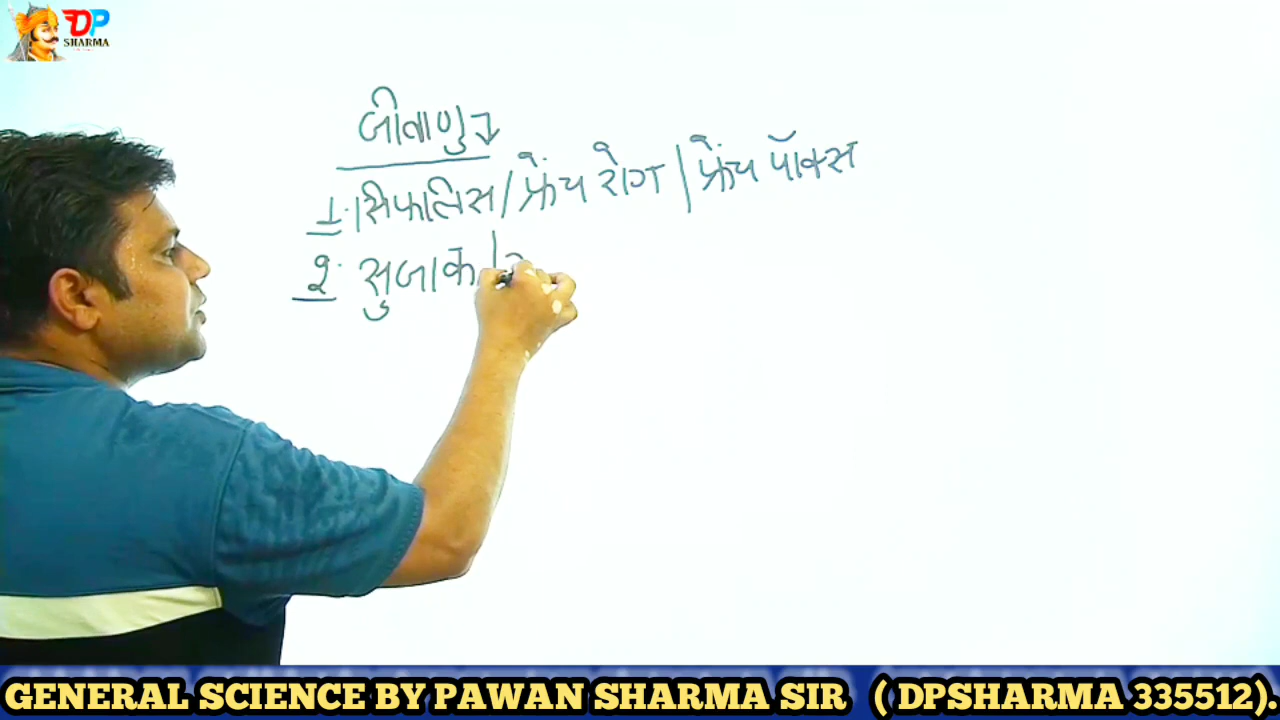 DP
SHARMA
जीवाणु
1. सिफलिस / फ्रेंच रोग / फ्रेंच पॉक्स
2. सुजाक /
GENERAL SCIENCE BY PAWAN SHARMA SIR ( DPSHARMA 335512).